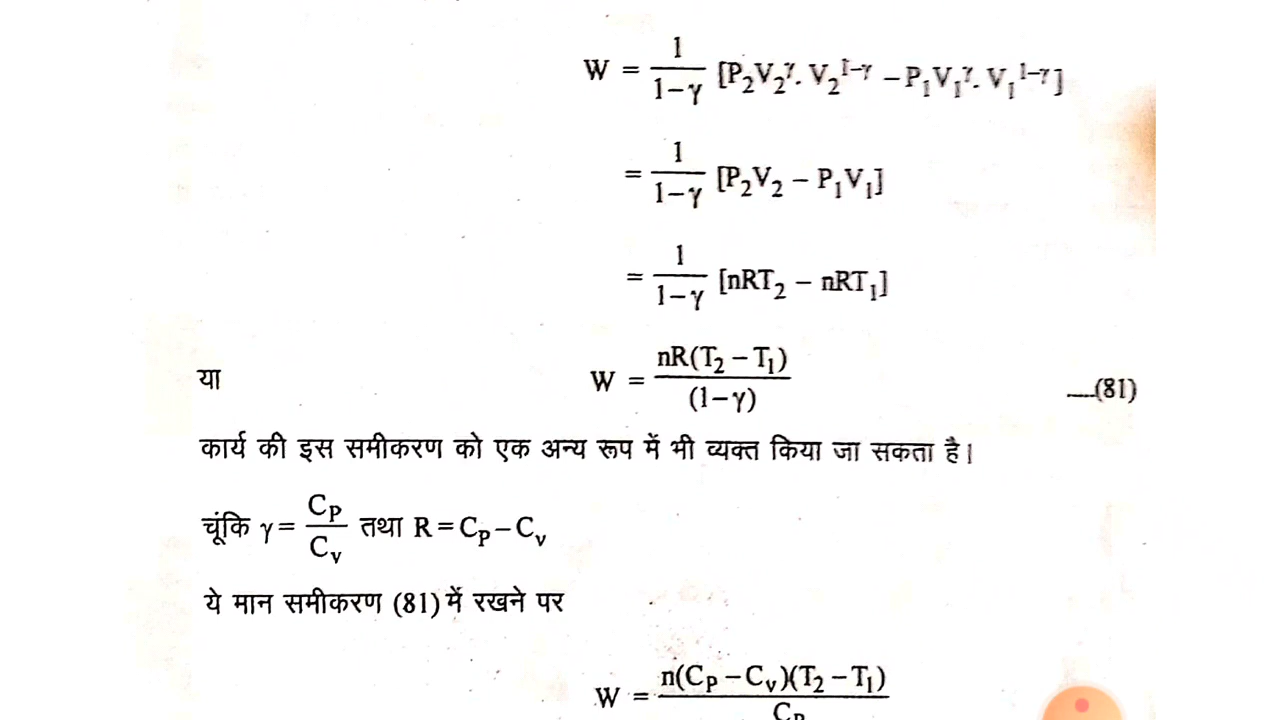 W = 1/(1−γ) [P₂V₂^γ. V₂^(1−γ) − P₁V₁^γ. V₁^(1−γ)]
= 1/(1−γ) [P₂V₂ − P₁V₁]
= 1/(1−γ) [nRT₂ − nRT₁]
या W = nR(T₂ − T₁)/(1−γ) ....(81)
कार्य की इस समीकरण को एक अन्य रूप में भी व्यक्त किया जा सकता है।
चूंकि γ = C_P/C_v तथा R = C_P − C_v
ये मान समीकरण (81) में रखने पर
W = n(C_P − C_v)(T₂ − T₁)/C_P